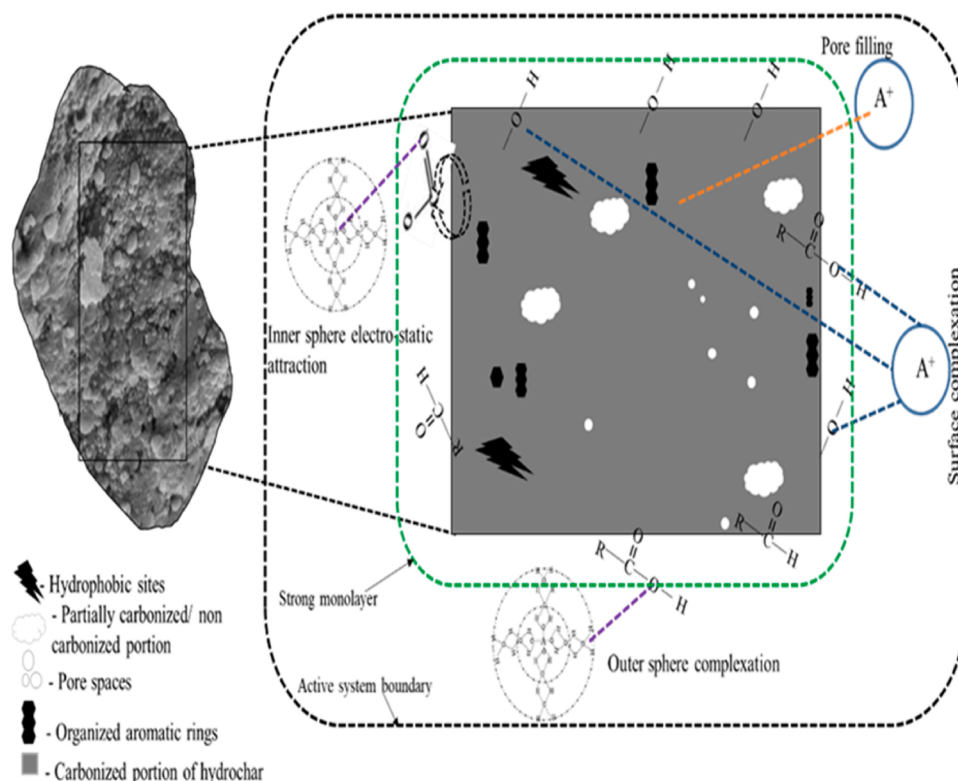 Pore filling
A⁺
H
O
H
O
H
O
O
O
Inner sphere electro-static
attraction
O
R
C
O
H
A⁺
Surface complexation
H
C
O
R
H
O
O
R
C
H
O
R
C
O
H
Strong monolayer
Outer sphere complexation
Active system boundary
- Hydrophobic sites
- Partially carbonized/ non
carbonized portion
- Pore spaces
- Organized aromatic rings
- Carbonized portion of hydrochar